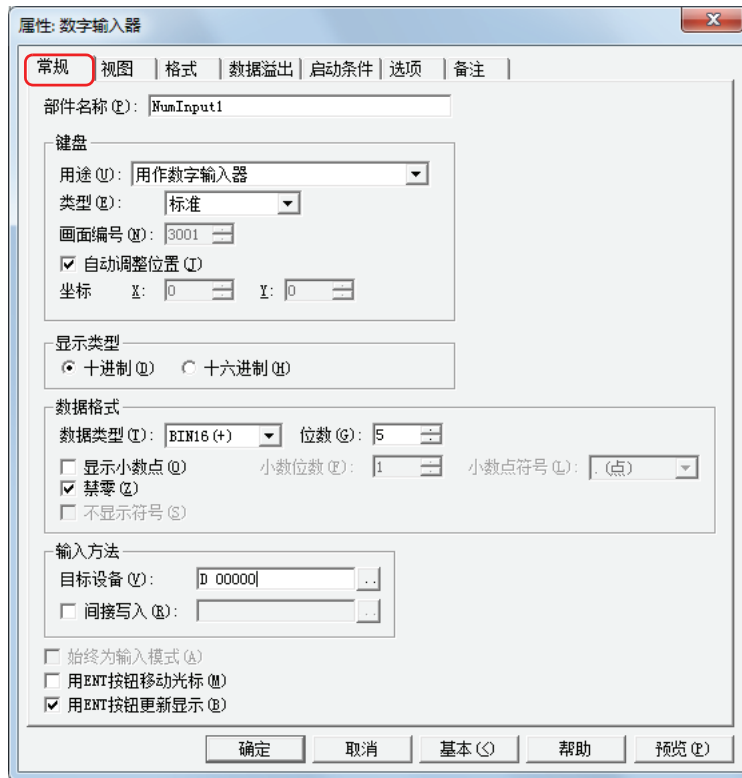 属性: 数字输入器
常规 视图 格式 数据溢出 启动条件 选项 备注
部件名称(P): NumInput1
键盘
用途(U): 用作数字输入器
类型(E): 标准
画面编号(N): 3001
自动调整位置(J)
坐标 X: 0 Y: 0
显示类型
十进制(D) 十六进制(H)
数据格式
数据类型(T): BIN16(+) 位数(G): 5
显示小数点(O) 小数位数(F): 1 小数点符号(L): .(点)
禁零(Z)
不显示符号(S)
输入方法
目标设备(V): D 00000 ..
间接写入(R): ..
始终为输入模式(A)
用ENT按钮移动光标(M)
用ENT按钮更新显示(B)
确定 取消 基本(<) 帮助 预览(P)